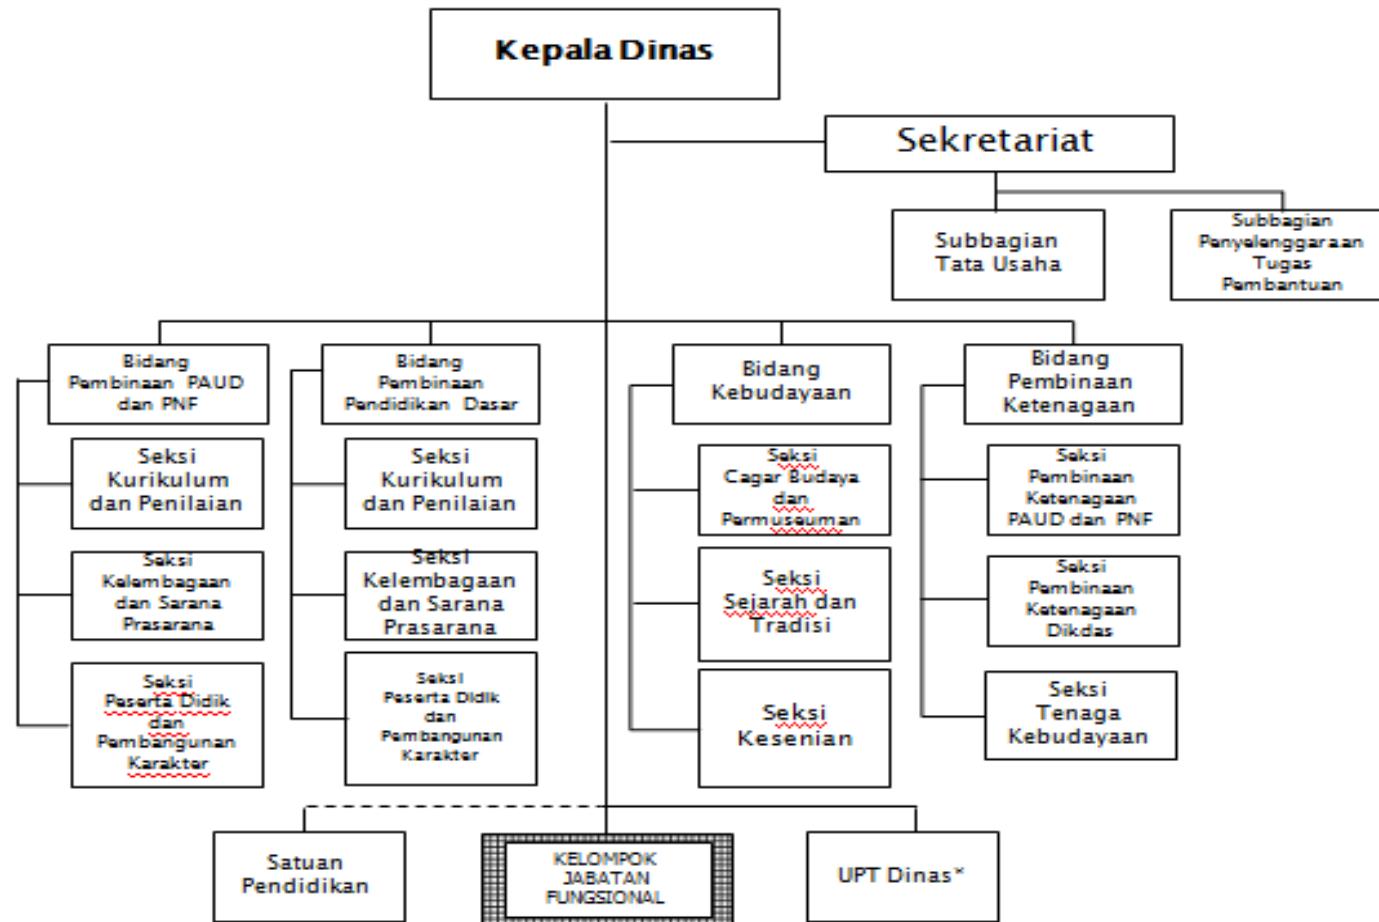 Kepala Dinas
Sekretariat
Subbagian
Tata Usaha
Subbagian
Penyelenggaraan
Tugas
Pembantuan
Bidang
Pembinaan PAUD
dan PNF
Bidang
Pembinaan
Pendidikan Dasar
Bidang
Kebudayaan
Bidang
Pembinaan
Ketenagaan
Seksi
Kurikulum
dan Penilaian
Seksi
Kurikulum
dan Penilaian
Seksi
Cagar Budaya
dan
Permuseuman
Seksi
Pembinaan
Ketenagaan
PAUD dan PNF
Seksi
Kelembagaan
dan Sarana
Prasarana
Seksi
Kelembagaan
dan Sarana
Prasarana
Seksi
Sejarah dan
Tradisi
Seksi
Pembinaan
Ketenagaan
Dikdas
Seksi
Peserta Didik
dan
Pembangunan
Karakter
Seksi
Peserta Didik
dan
Pembangunan
Karakter
Seksi
Kesenian
Seksi
Tenaga
Kebudayaan
Satuan
Pendidikan
KELOMPOK
JABATAN
FUNGSIONAL
UPT Dinas*